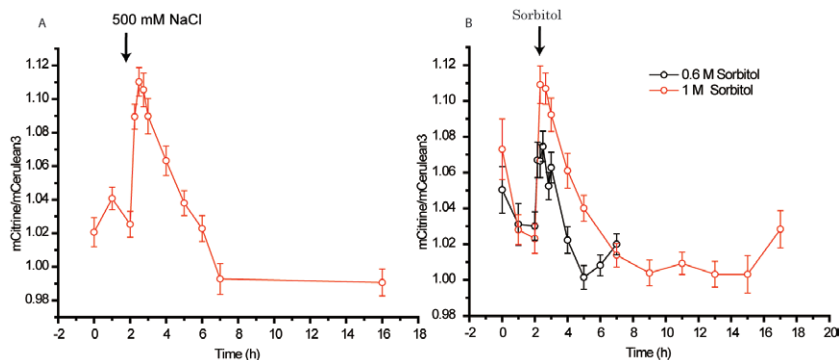 A
500 mM NaCl
mCitrine/mCerulean3
1.12
1.10
1.08
1.06
1.04
1.02
1.00
0.98
-2 0 2 4 6 8 10 12 14 16 18
Time (h)
B
Sorbitol
0.6 M Sorbitol
1 M Sorbitol
mCitrine/mCerulean3
1.12
1.10
1.08
1.06
1.04
1.02
1.00
0.98
-2 0 2 4 6 8 10 12 14 16 18 20
Time (h)